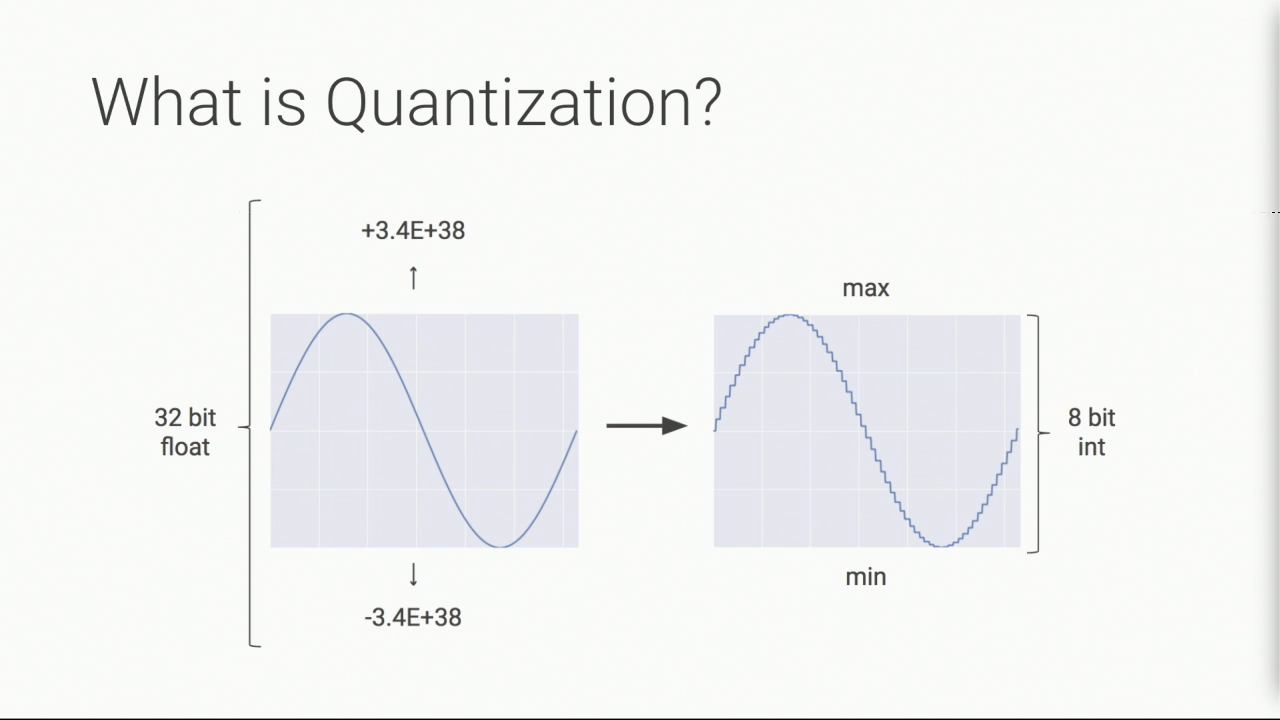 What is Quantization?
+3.4E+38
↑
32 bit
float
↓
-3.4E+38
max
min
8 bit
int